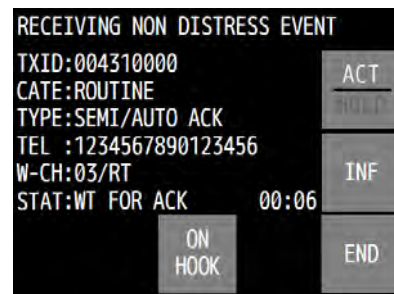 RECEIVING NON DISTRESS EVENT
TXID:004310000
CATE:ROUTINE
TYPE:SEMI/AUTO ACK
TEL :1234567890123456
W-CH:03/RT
STAT:WT FOR ACK 00:06
ACT
HOLD
INF
ON
HOOK
END